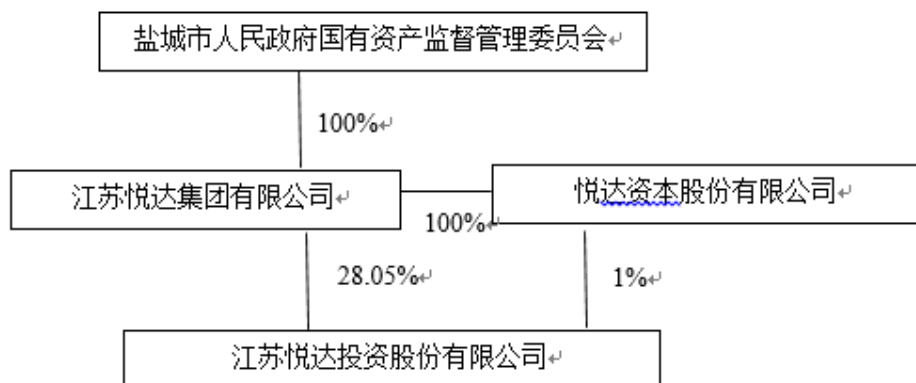 盐城市人民政府国有资产监督管理委员会
100%
江苏悦达集团有限公司
悦达资本股份有限公司
100%
28.05%
1%
江苏悦达投资股份有限公司